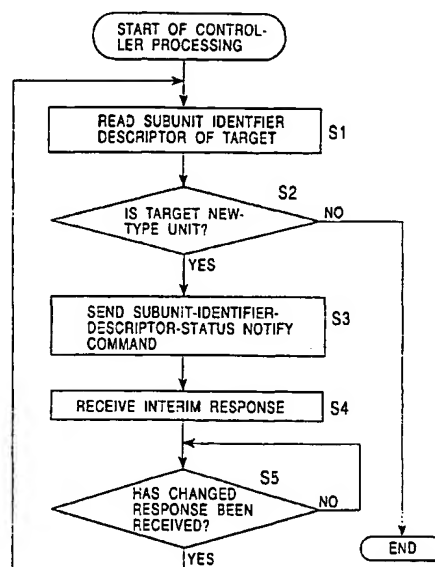 START OF CONTROL-
LER PROCESSING
READ SUBUNIT IDENTFIER
DESCRIPTOR OF TARGET
S1
S2
IS TARGET NEW-
TYPE UNIT?
NO
YES
SEND SUBUNIT-IDENTIFIER-
DESCRIPTOR-STATUS NOTIFY
COMMAND
S3
RECEIVE INTERIM RESPONSE
S4
S5
HAS CHANGED
RESPONSE BEEN
RECEIVED?
NO
YES
END